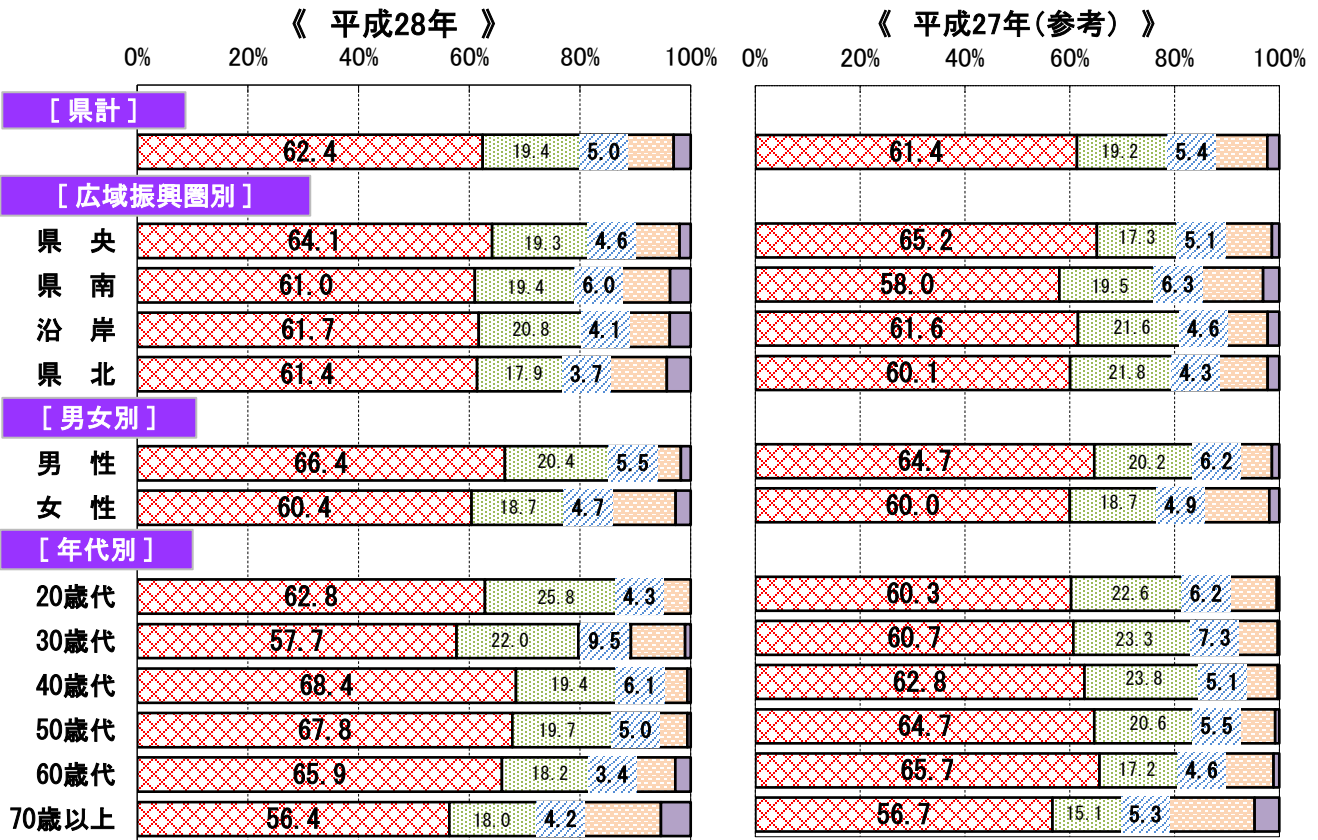 《 平成28年 》 《 平成27年(参考) 》
0% 20% 40% 60% 80% 100% 0% 20% 40% 60% 80% 100%
[ 県計 ]
62.4 19.4 5.0 61.4 19.2 5.4
[ 広域振興圏別 ]
県 央 64.1 19.3 4.6 65.2 17.3 5.1
県 南 61.0 19.4 6.0 58.0 19.5 6.3
沿 岸 61.7 20.8 4.1 61.6 21.6 4.6
県 北 61.4 17.9 3.7 60.1 21.8 4.3
[ 男女別 ]
男 性 66.4 20.4 5.5 64.7 20.2 6.2
女 性 60.4 18.7 4.7 60.0 18.7 4.9
[ 年代別 ]
20歳代 62.8 25.8 4.3 60.3 22.6 6.2
30歳代 57.7 22.0 9.5 60.7 23.3 7.3
40歳代 68.4 19.4 6.1 62.8 23.8 5.1
50歳代 67.8 19.7 5.0 64.7 20.6 5.5
60歳代 65.9 18.2 3.4 65.7 17.2 4.6
70歳以上 56.4 18.0 4.2 56.7 15.1 5.3